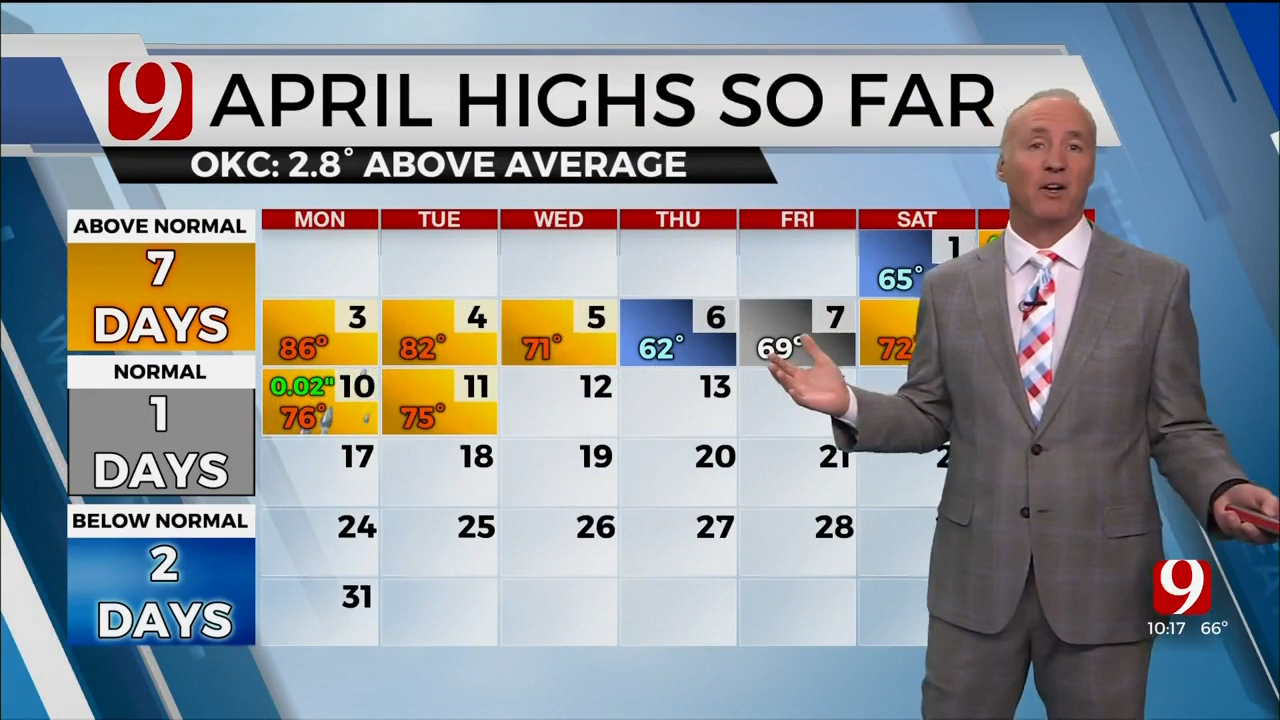 9 APRIL HIGHS SO FAR
OKC: 2.8° ABOVE AVERAGE
ABOVE NORMAL
7
DAYS
NORMAL
1
DAYS
BELOW NORMAL
2
DAYS
MON TUE WED THU FRI SAT
1
65°
3 4 5 6 7
86° 82° 71° 62° 69° 72
0.02" 10 11 12 13
76° 75°
17 18 19 20 21
24 25 26 27 28
31
9
10:17 66°